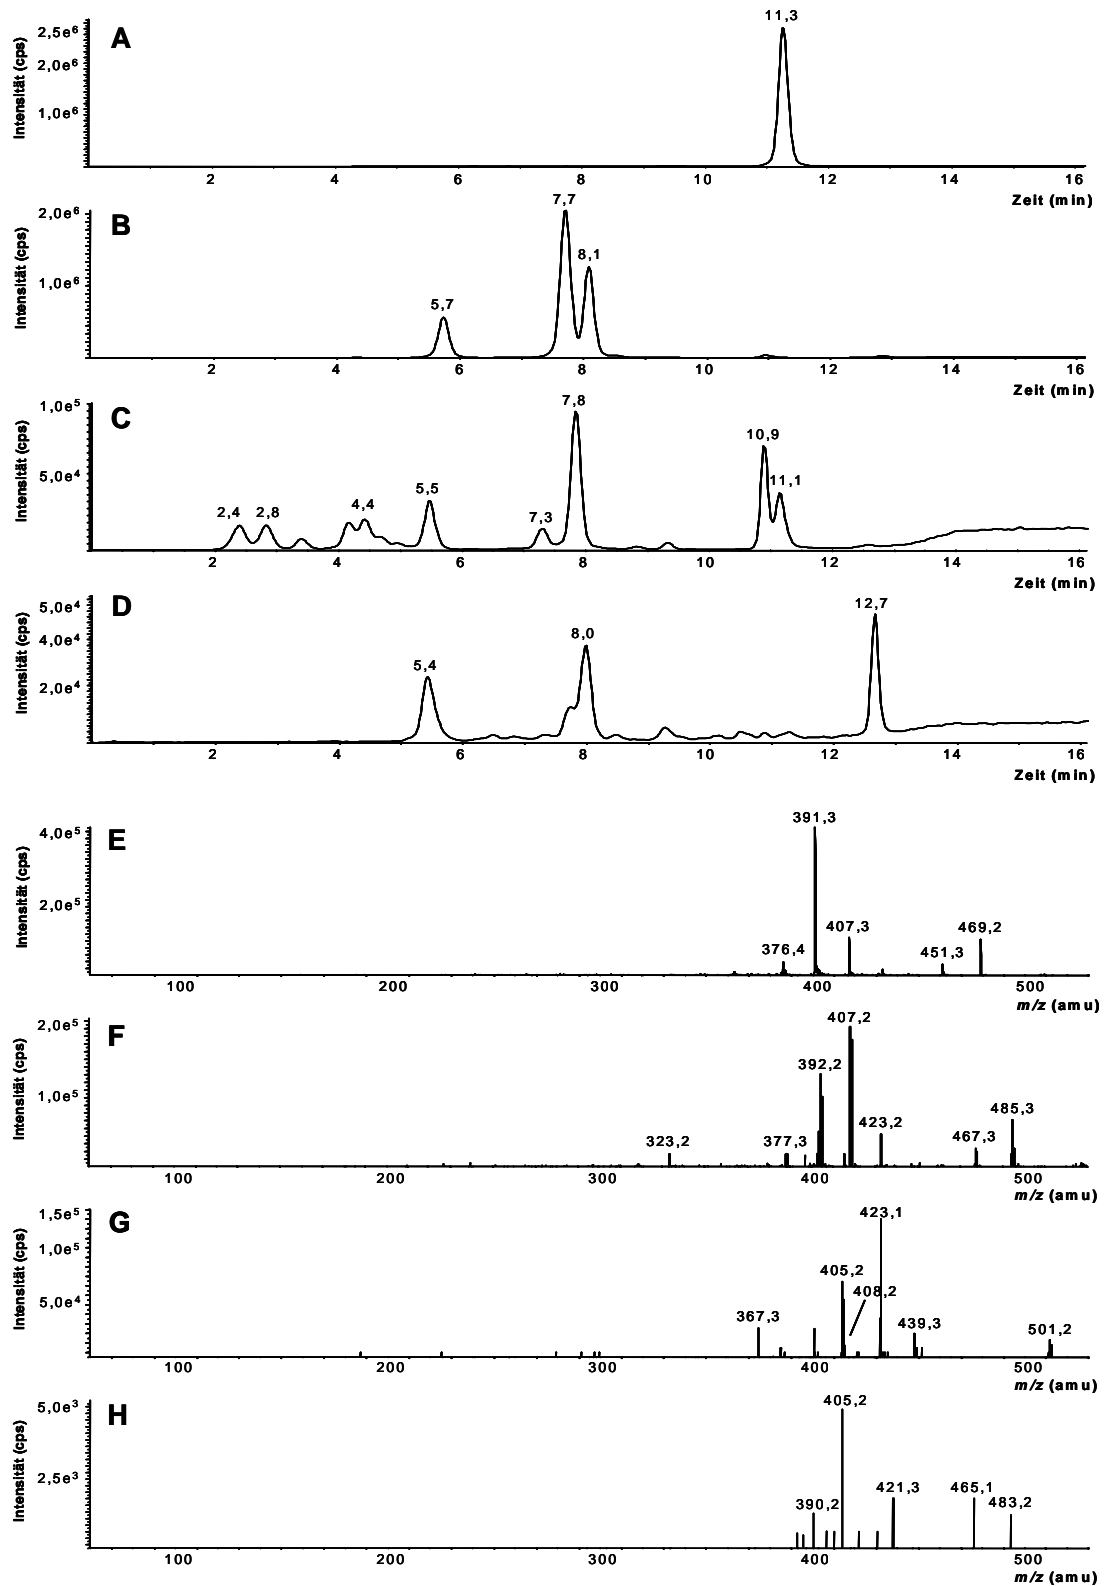 A
11,3
Intensität (cps)
2,5e6
2,0e6
1,0e6
2 4 6 8 10 12 14 16
Zeit (min)
B
7,7
8,1
5,7
Intensität (cps)
2,0e6
1,0e6
2 4 6 8 10 12 14 16
Zeit (min)
C
7,8
10,9
11,1
5,5
4,4
2,4
2,8
7,3
Intensität (cps)
1,0e5
5,0e4
2 4 6 8 10 12 14 16
Zeit (min)
D
12,7
8,0
5,4
Intensität (cps)
5,0e4
4,0e4
2,0e4
2 4 6 8 10 12 14 16
Zeit (min)
E
391,3
407,3
469,2
451,3
376,4
Intensität (cps)
4,0e5
2,0e5
100 200 300 400 500
m/z (amu)
F
407,2
392,2
485,3
423,2
467,3
323,2
377,3
Intensität (cps)
2,0e5
1,0e5
100 200 300 400 500
m/z (amu)
G
423,1
405,2
408,2
367,3
439,3
501,2
Intensität (cps)
1,5e5
1,0e5
5,0e4
100 200 300 400 500
m/z (amu)
H
405,2
421,3
465,1
483,2
390,2
Intensität (cps)
5,0e3
2,5e3
100 200 300 400 500
m/z (amu)